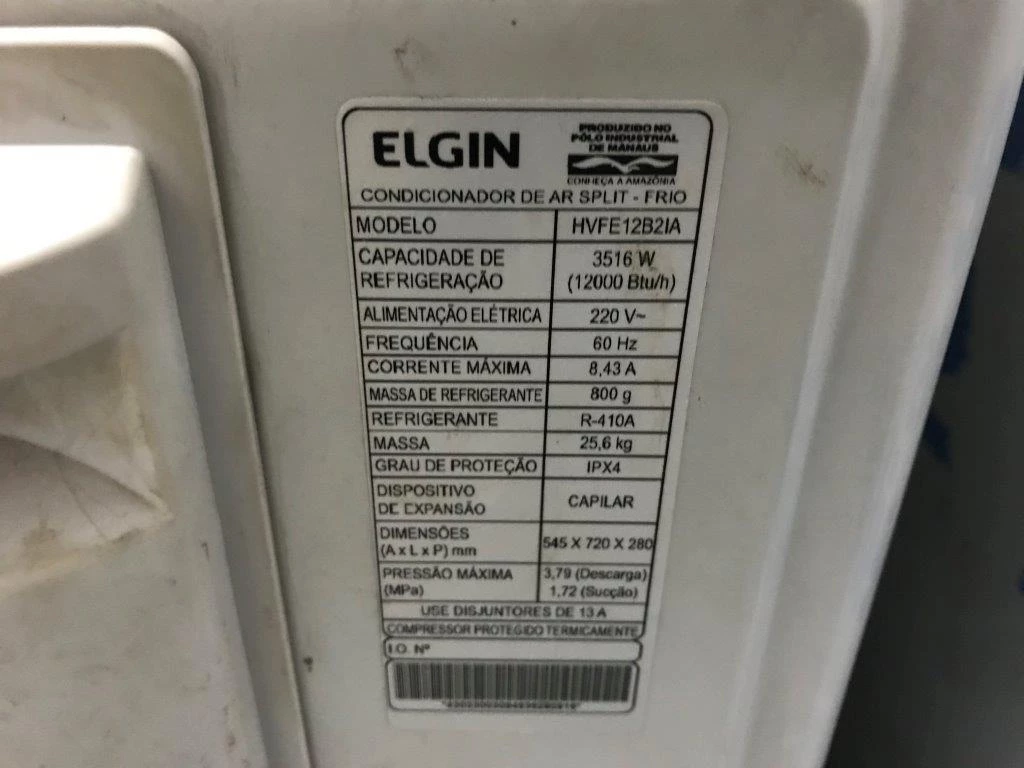 ELGIN
PRODUZIDO NO
PÓLO INDUSTRIAL
DE MANAUS
CONHEÇA A AMAZÔNIA
CONDICIONADOR DE AR SPLIT - FRIO
MODELO HVFE12B2IA
CAPACIDADE DE REFRIGERAÇÃO 3516 W (12000 Btu/h)
ALIMENTAÇÃO ELÉTRICA 220 V~
FREQUÊNCIA 60 Hz
CORRENTE MÁXIMA 8,43 A
MASSA DE REFRIGERANTE 800 g
REFRIGERANTE R-410A
MASSA 25,6 kg
GRAU DE PROTEÇÃO IPX4
DISPOSITIVO
DE EXPANSÃO CAPILAR
DIMENSÕES
(A x L x P) mm 545 X 720 X 280
PRESSÃO MÁXIMA 3,79 (Descarga)
(MPa) 1,72 (Sucção)
USE DISJUNTORES DE 13 A
COMPRESSOR PROTEGIDO TERMICAMENTE
I.O. Nº